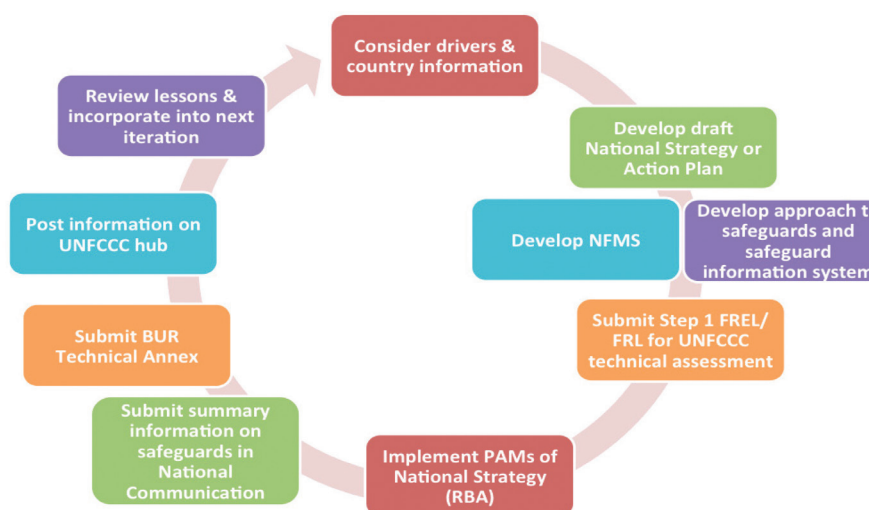 Consider drivers &
country information
Develop draft
National Strategy or
Action Plan
Develop NFMS
Develop approach t
safeguards and
safeguard
information system
Submit Step 1 FREL/
FRL for UNFCCC
technical assessment
Implement PAMs of
National Strategy
(RBA)
Submit summary
information on
safeguards in
National
Communication
Submit BUR
Technical Annex
Post information on
UNFCCC hub
Review lessons &
incorporate into next
iteration